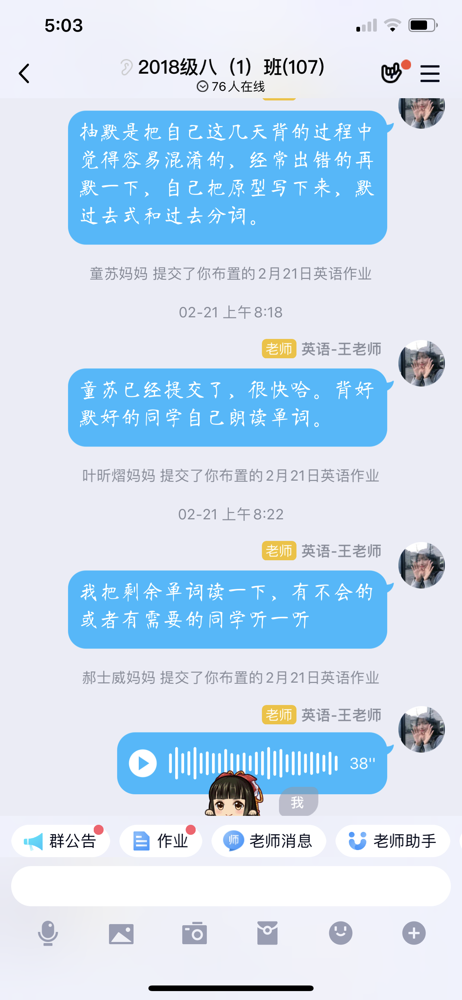 5:03
2018级八（1）班(107)
76人在线
抽默是把自己这几天背的过程中
觉得容易混淆的、经常出错的再
默一下，自己把原型写下来，默
过去式和过去分词。
童苏妈妈 提交了你布置的2月21日英语作业
02-21 上午8:18
老师 英语-王老师
童苏已经提交了、很快哈。背好
默好的同学自己朗读单词。
叶昕熠妈妈 提交了你布置的2月21日英语作业
02-21 上午8:22
老师 英语-王老师
我把剩余单词读一下、有不会的
或者有需要的同学听一听
郝士威妈妈 提交了你布置的2月21日英语作业
老师 英语-王老师
38''
我
群公告 作业 师 老师消息 老师助手